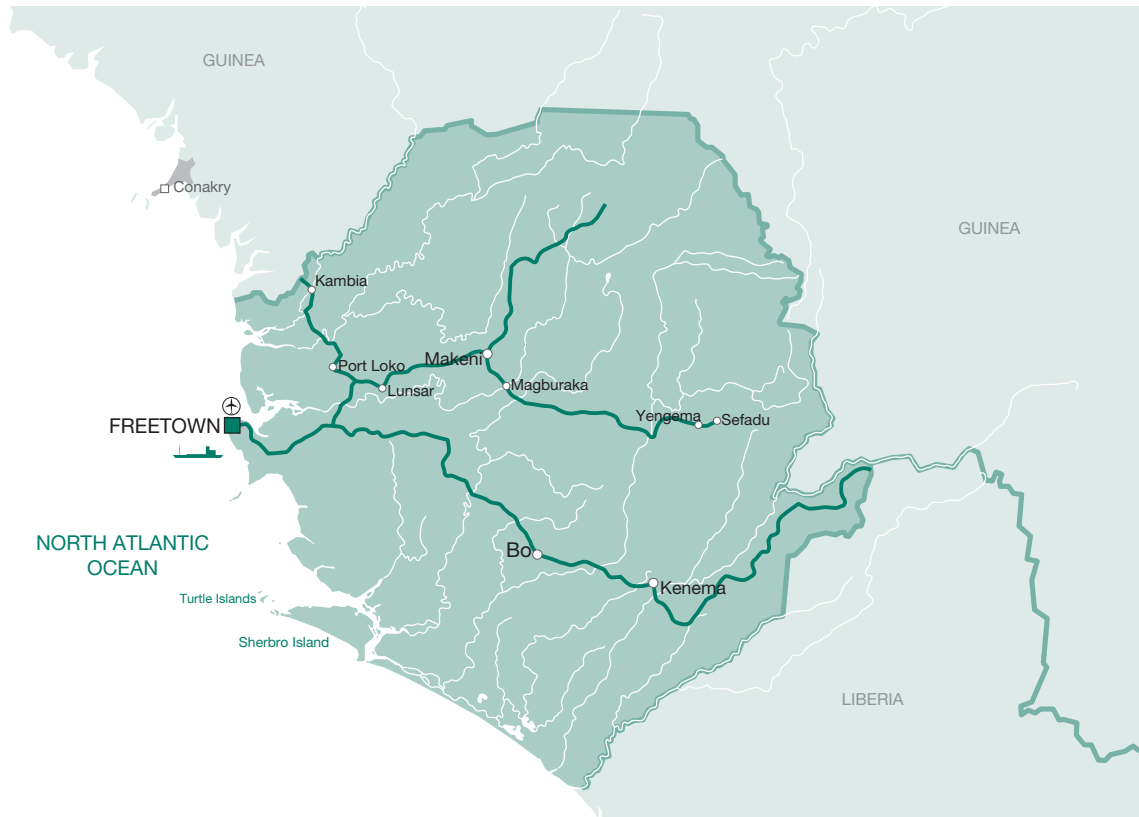 GUINEA
Conakry
GUINEA
Kambia
Makeni
Port Loko
Lunsar
Magburaka
FREETOWN
Yengema
Sefadu
NORTH ATLANTIC
OCEAN
Bo
Kenema
Turtle Islands
Sherbro Island
LIBERIA